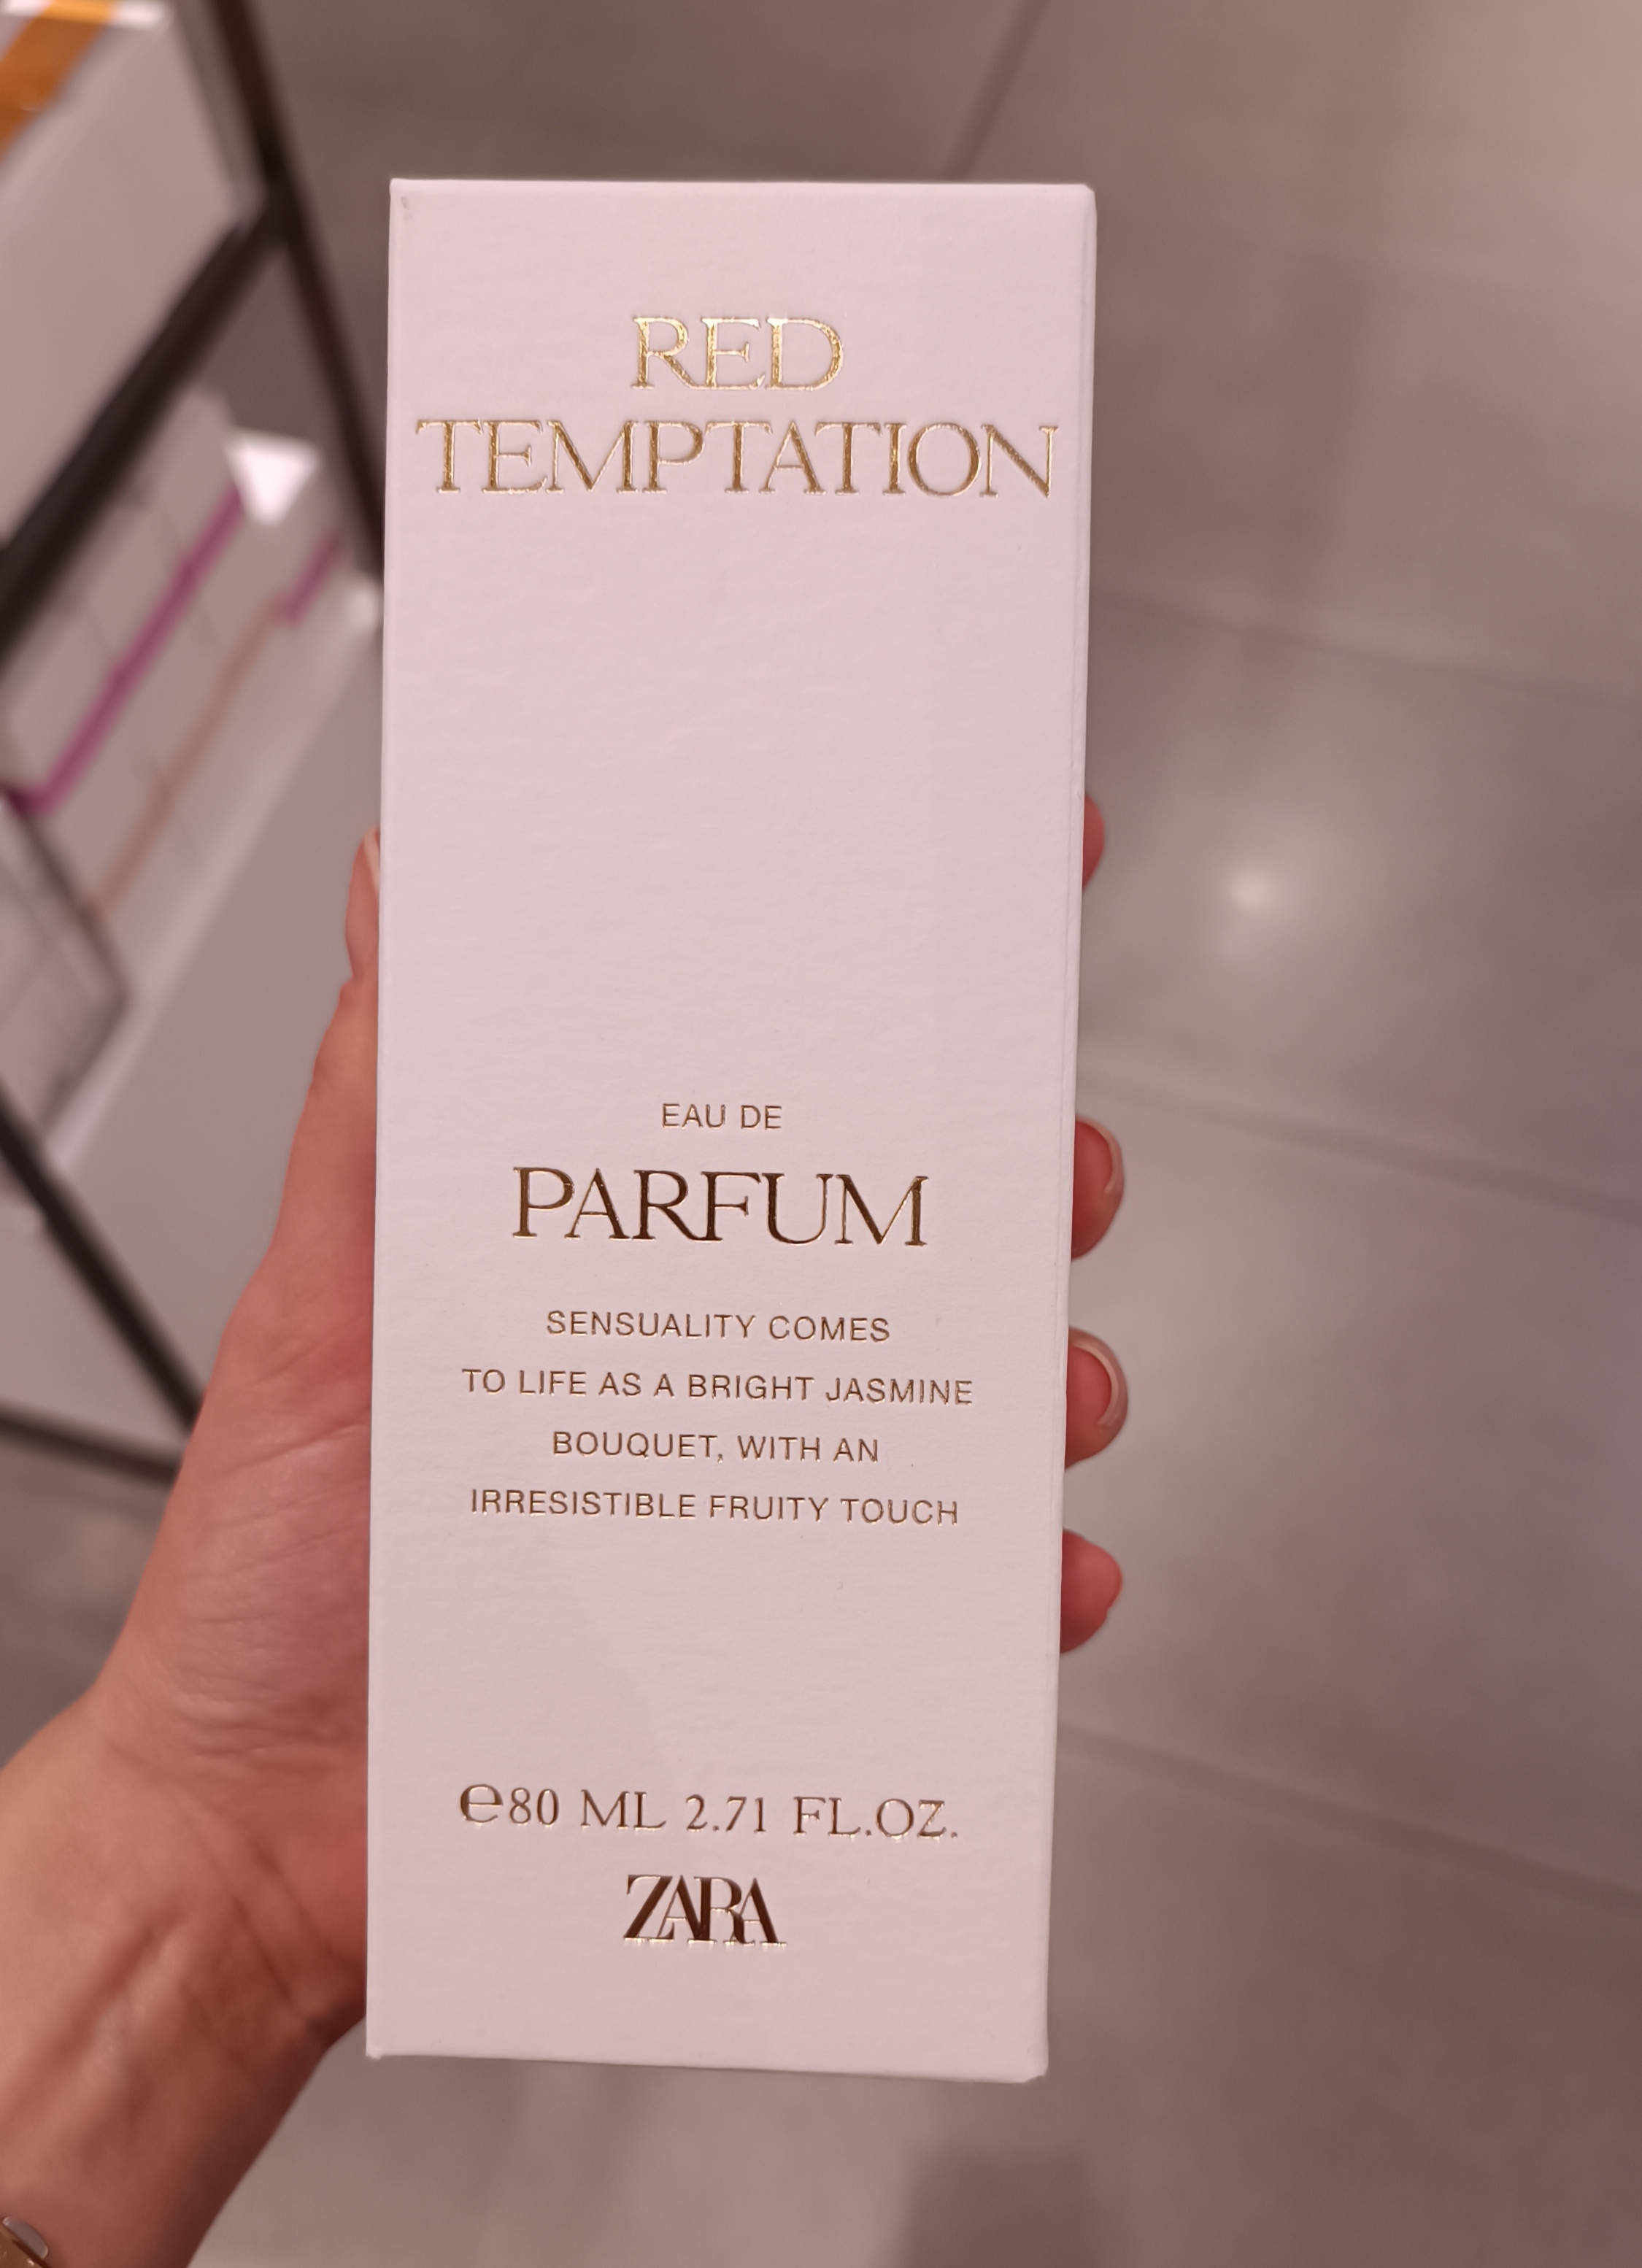 RED
TEMPTATION
EAU DE
PARFUM
SENSUALITY COMES
TO LIFE AS A BRIGHT JASMINE
BOUQUET, WITH AN
IRRESISTIBLE FRUITY TOUCH
℮80 ML 2.71 FL.OZ.
ZARA